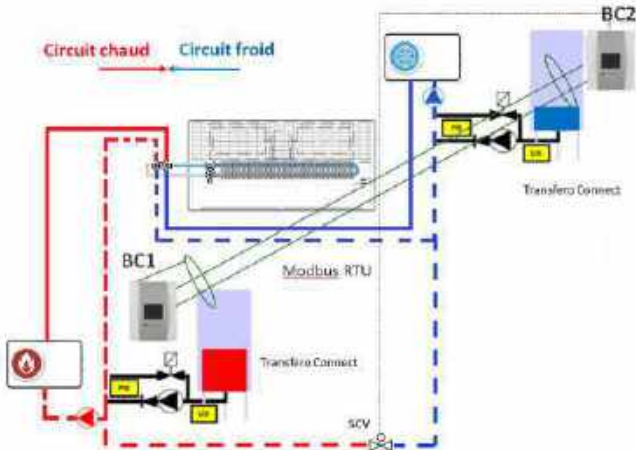 BC2
Circuit chaud
Circuit froid
Transfero Connect
BC1
Modbus RTU
Transfero Connect
SCV